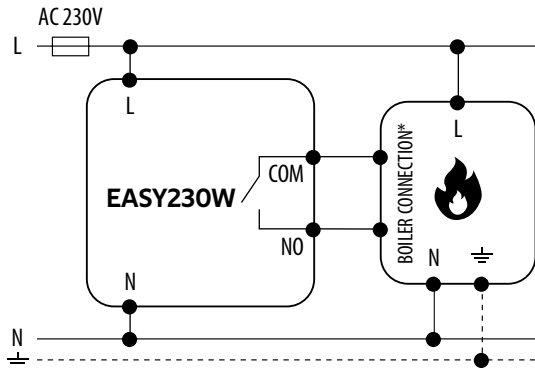 AC 230V
L
L
L
EASY230W
COM
NO
BOILER CONNECTION*
N
N
N